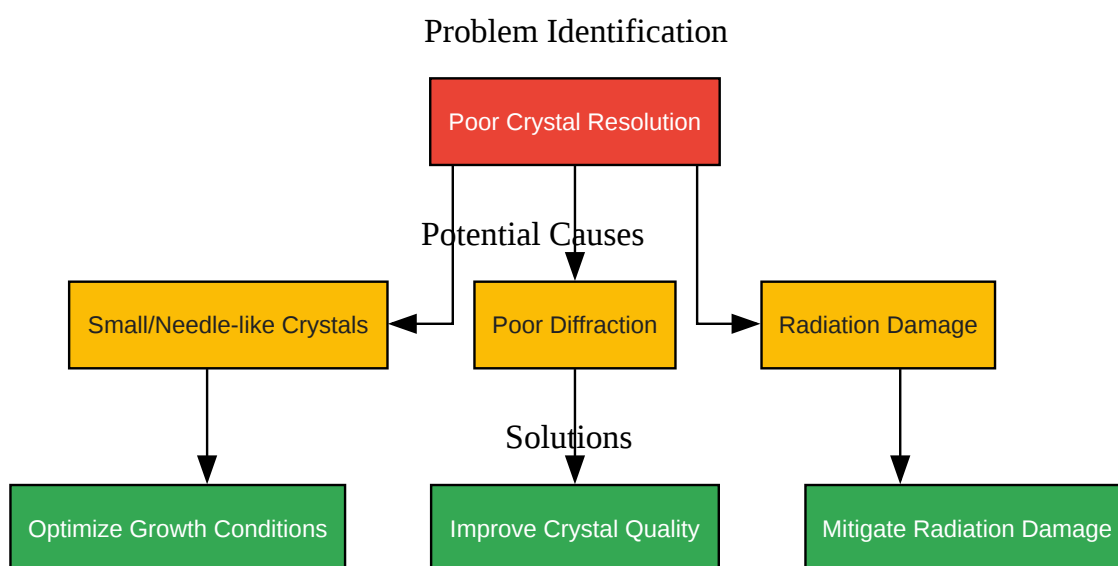 Problem Identification
Poor Crystal Resolution
Potential Causes
Small/Needle-like Crystals
Poor Diffraction
Radiation Damage
Solutions
Optimize Growth Conditions
Improve Crystal Quality
Mitigate Radiation Damage